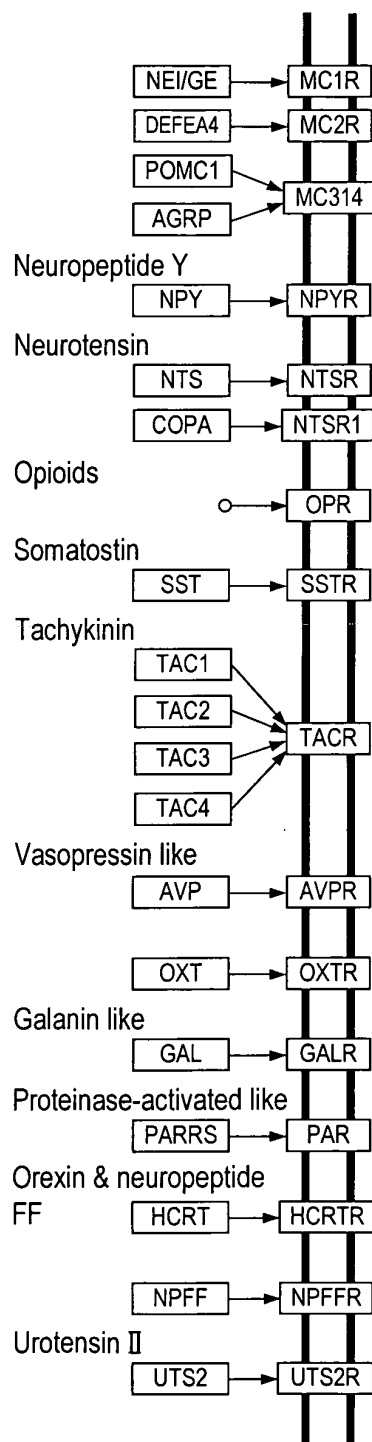 NEI/GE MC1R
DEFEA4 MC2R
POMC1
MC314
AGRP
Neuropeptide Y
NPY NPYR
Neurotensin
NTS NTSR
COPA NTSR1
Opioids
OPR
Somatostin
SST SSTR
Tachykinin
TAC1
TAC2
TACR
TAC3
TAC4
Vasopressin like
AVP AVPR
OXT OXTR
Galanin like
GAL GALR
Proteinase-activated like
PARRS PAR
Orexin & neuropeptide
FF HCRT HCRTR
NPFF NPFFR
Urotensin II
UTS2 UTS2R